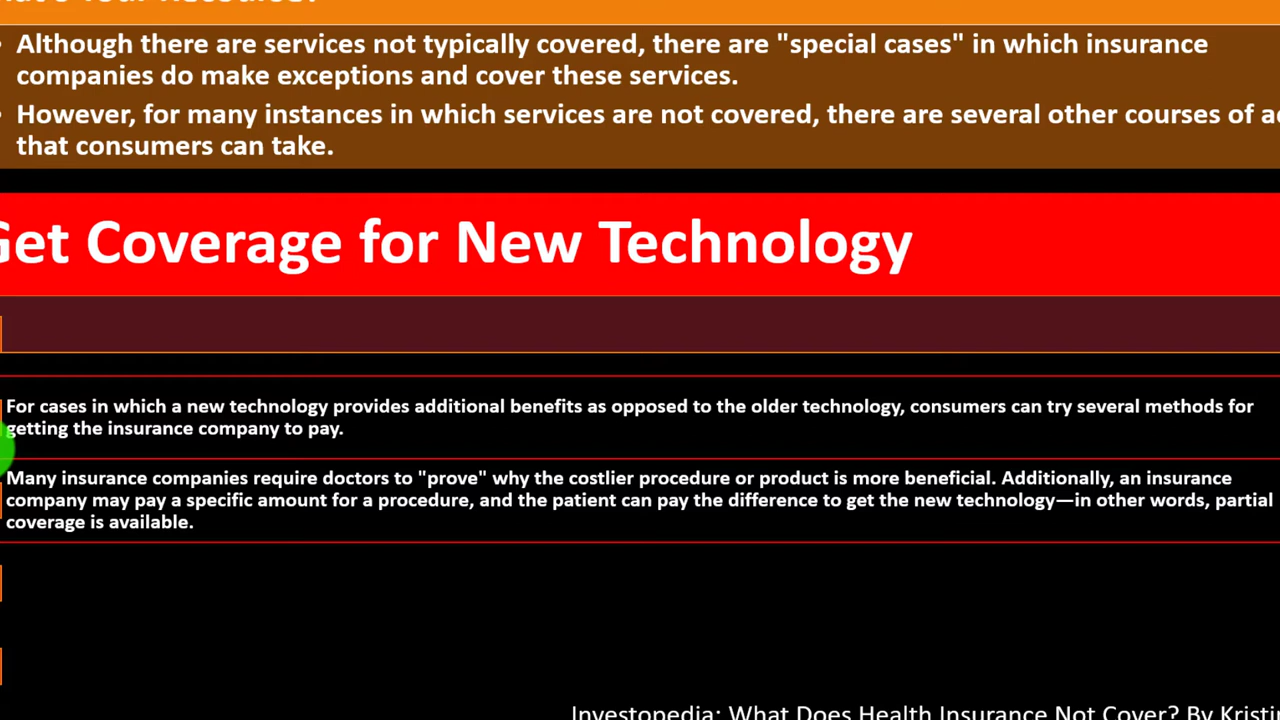 Your
Although there are services not typically covered, there are "special cases" in which insurance
companies do make exceptions and cover these services.
However, for many instances in which services are not covered, there are several other courses of
that consumers can take.
Get Coverage for New Technology
For cases in which a new technology provides additional benefits as opposed to the older technology, consumers can try several methods for
getting the insurance company to pay.
Many insurance companies require doctors to "prove" why the costlier procedure or product is more beneficial. Additionally, an insurance
company may pay a specific amount for a procedure, and the patient can pay the difference to get the new technology—in other words, partial
coverage is available.
Investopedia: What Does Health Insurance Not Cover? By